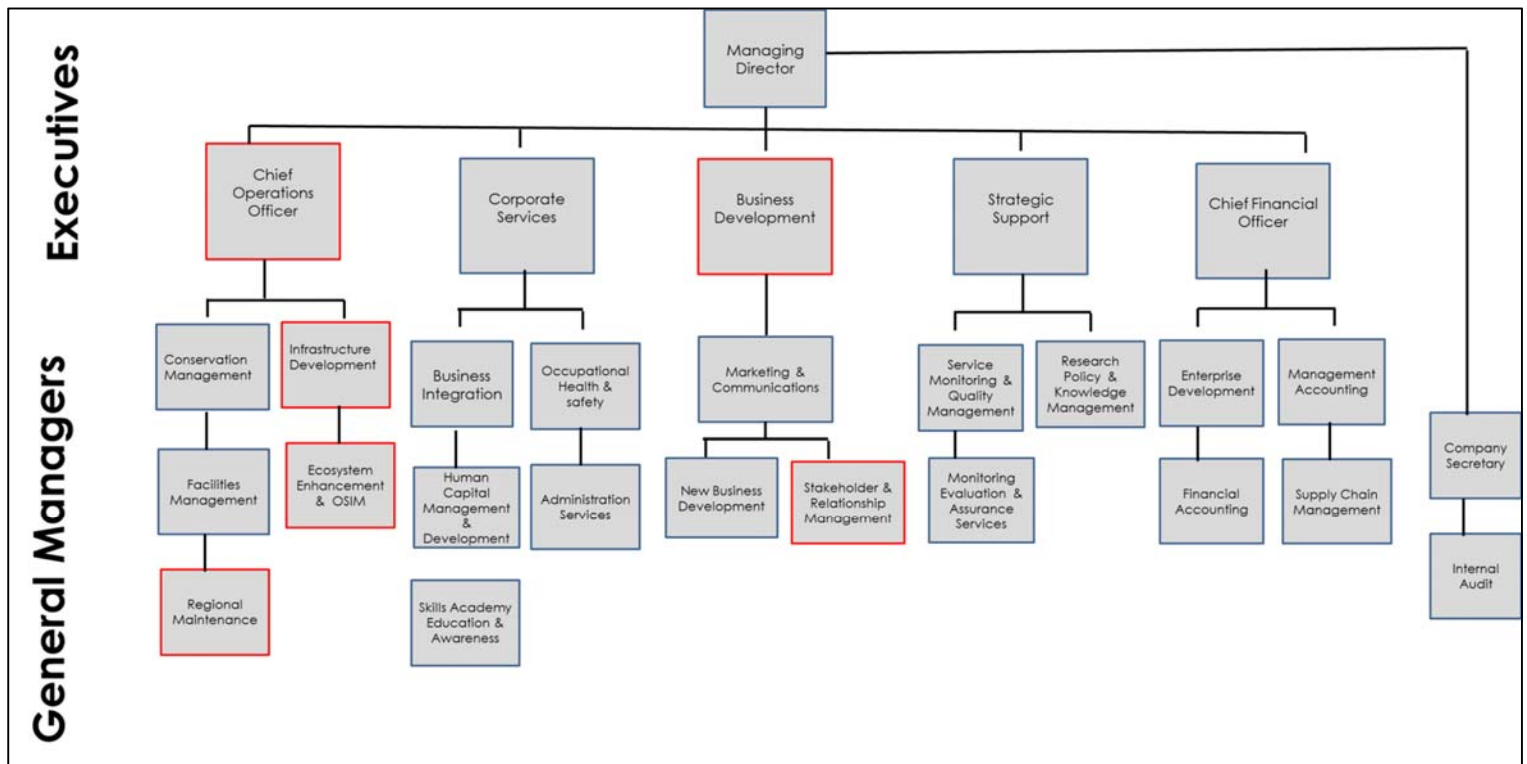 Executives
General Managers
Managing
Director
Chief
Operations
Officer
Corporate
Services
Business
Development
Strategic
Support
Chief Financial
Officer
Conservation
Management
Infrastructure
Development
Business
Integration
Occupational
Health &
safety
Marketing &
Communications
Service
Monitoring &
Quality
Management
Research
Policy &
Knowledge
Management
Enterprise
Development
Management
Accounting
Company
Secretary
Facilities
Management
Ecosystem
Enhancement
& OSIM
Human
Capital
Management
&
Development
Administration
Services
New Business
Development
Stakeholder &
Relationship
Management
Monitoring
Evaluation &
Assurance
Services
Financial
Accounting
Supply Chain
Management
Internal
Audit
Regional
Maintenance
Skills Academy
Education &
Awareness